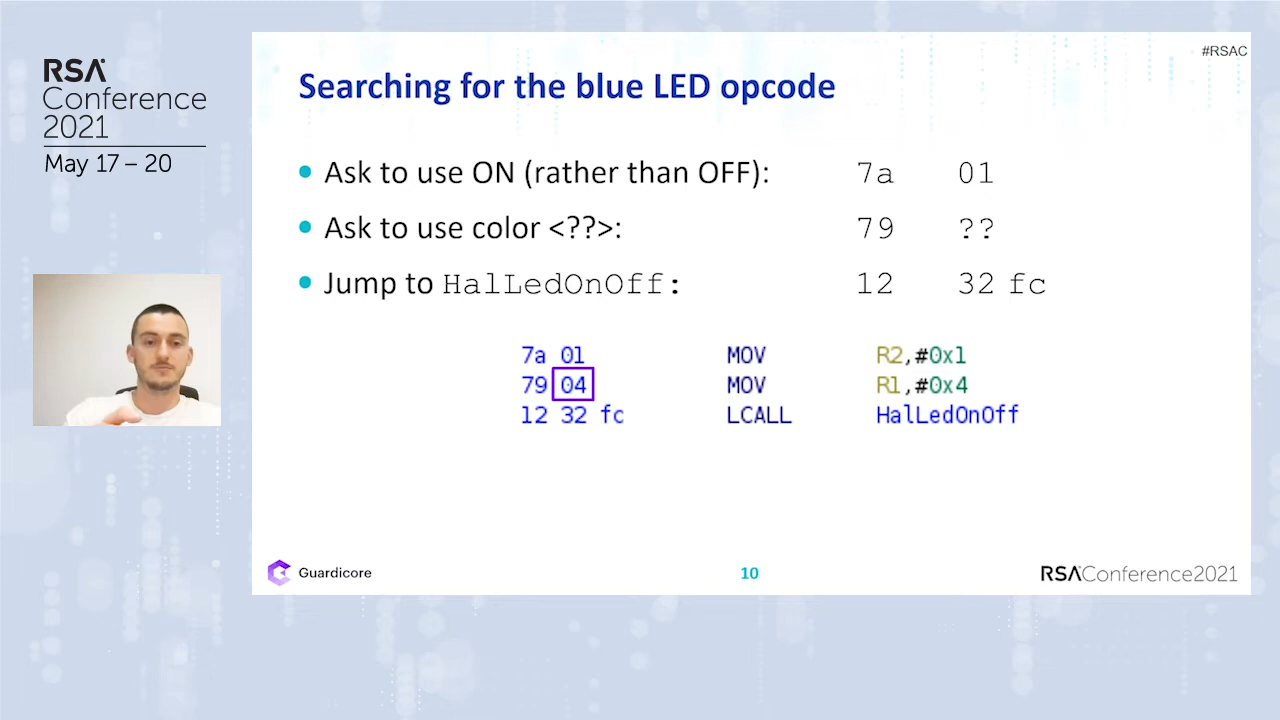 RSA
Conference
2021
May 17 – 20
#RSAC
Searching for the blue LED opcode
• Ask to use ON (rather than OFF): 7a 01
• Ask to use color <??>: 79 ??
• Jump to HalLedOnOff: 12 32 fc
7a 01 MOV R2,#0x1
79 04 MOV R1,#0x4
12 32 fc LCALL HalLedOnOff
Guardicore
10
RSAConference2021